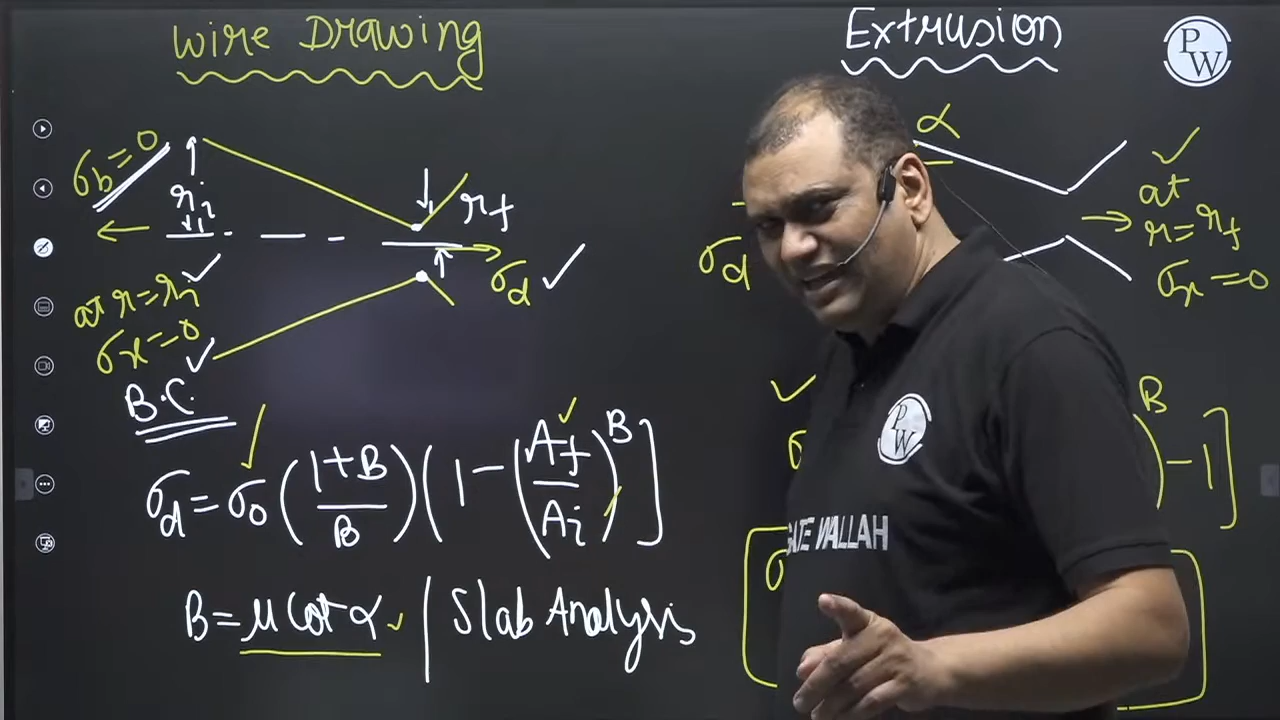 Wire Drawing
σb=0
ri
rf
σd
at r=ri
σx=0
B.C.
σd = σ0 (1+B/B) (1-(Af/Ai)^B]
B = μ Cot α | Slab Analysis
Extrusion
PW
α
at
r=rf
σx=0
σd
B
)-1]
σ
PW
GATE WALLAH